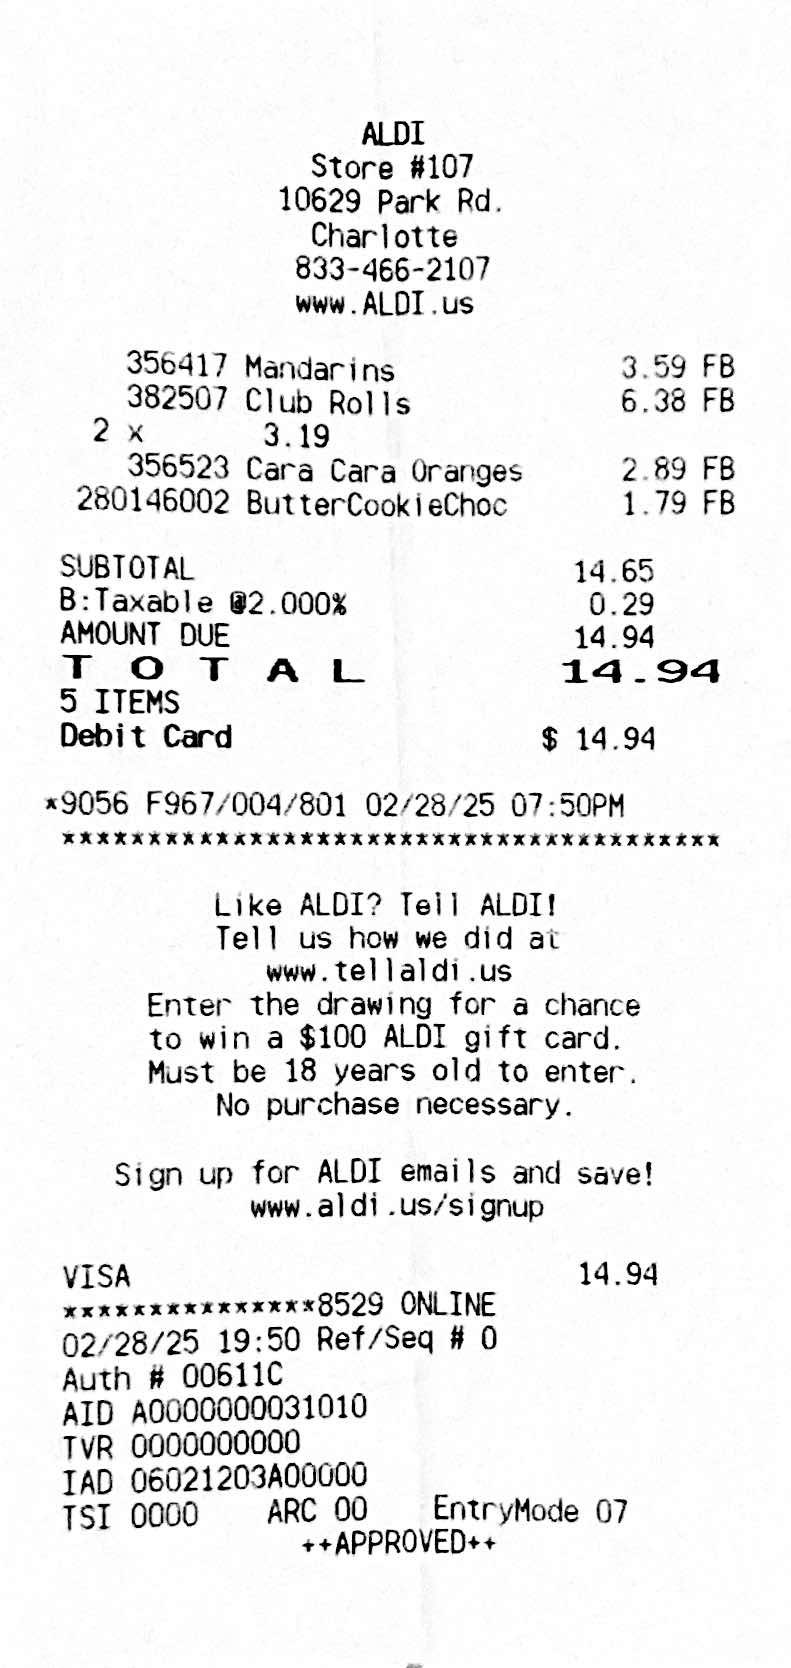 ALDI
Store #107
10629 Park Rd.
Charlotte
833-466-2107
www.ALDI.us
356417 Mandarins 3.59 FB
382507 Club Rolls 6.38 FB
2 x 3.19
356523 Cara Cara Oranges 2.89 FB
280146002 ButterCookieChoc 1.79 FB
SUBTOTAL 14.65
B:Taxable @2.000% 0.29
AMOUNT DUE 14.94
TOTAL 14.94
5 ITEMS
Debit Card $ 14.94
*9056 F967/004/801 02/28/25 07:50PM
***************************************
Like ALDI? Tell ALDI!
Tell us how we did at
www.tellaldi.us
Enter the drawing for a chance
to win a $100 ALDI gift card.
Must be 18 years old to enter.
No purchase necessary.
Sign up for ALDI emails and save!
www.aldi.us/signup
VISA 14.94
***************8529 ONLINE
02/28/25 19:50 Ref/Seq # 0
Auth # 00611C
AID A0000000031010
TVR 0000000000
IAD 06021203A00000
TSI 0000 ARC 00 EntryMode 07
++APPROVED++